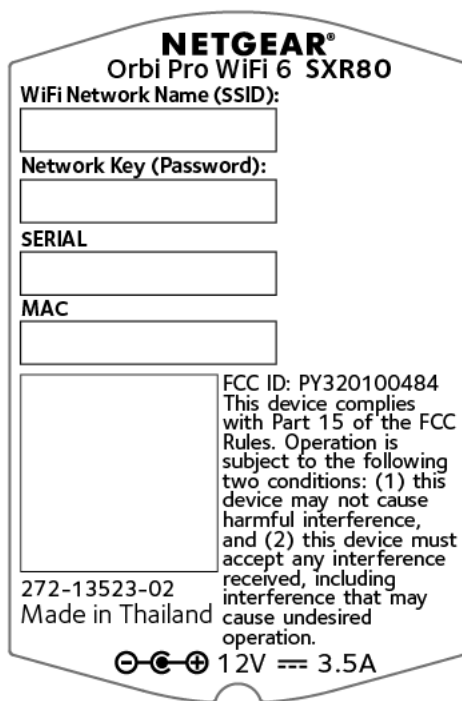 NETGEAR®
Orbi Pro WiFi 6 SXR80
WiFi Network Name (SSID):
Network Key (Password):
SERIAL
MAC
FCC ID: PY320100484
This device complies
with Part 15 of the FCC
Rules. Operation is
subject to the following
two conditions: (1) this
device may not cause
harmful interference,
and (2) this device must
accept any interference
received, including
interference that may
cause undesired
operation.
272-13523-02
Made in Thailand
12V ⎓ 3.5A